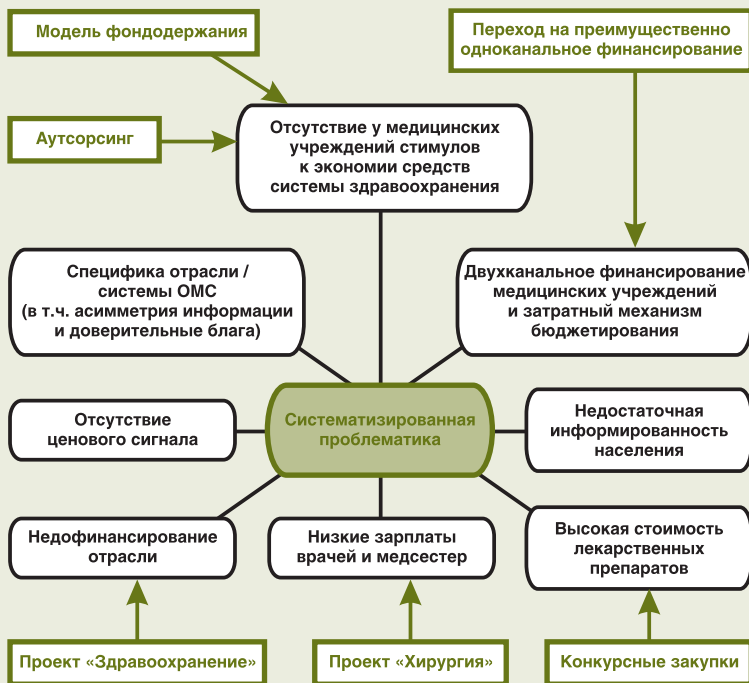 Модель фондодержания
Переход на преимущественно
одноканальное финансирование
Аутсорсинг
Отсутствие у медицинских
учреждений стимулов
к экономии средств
системы здравоохранения
Специфика отрасли /
системы ОМС
(в т.ч. асимметрия информации
и доверительные блага)
Двухканальное финансирование
медицинских учреждений
и затратный механизм
бюджетирования
Отсутствие
ценового сигнала
Систематизированная
проблематика
Недостаточная
информированность
населения
Недофинансирование
отрасли
Низкие зарплаты
врачей и медсестер
Высокая стоимость
лекарственных
препаратов
Проект «Здравоохранение»
Проект «Хирургия»
Конкурсные закупки